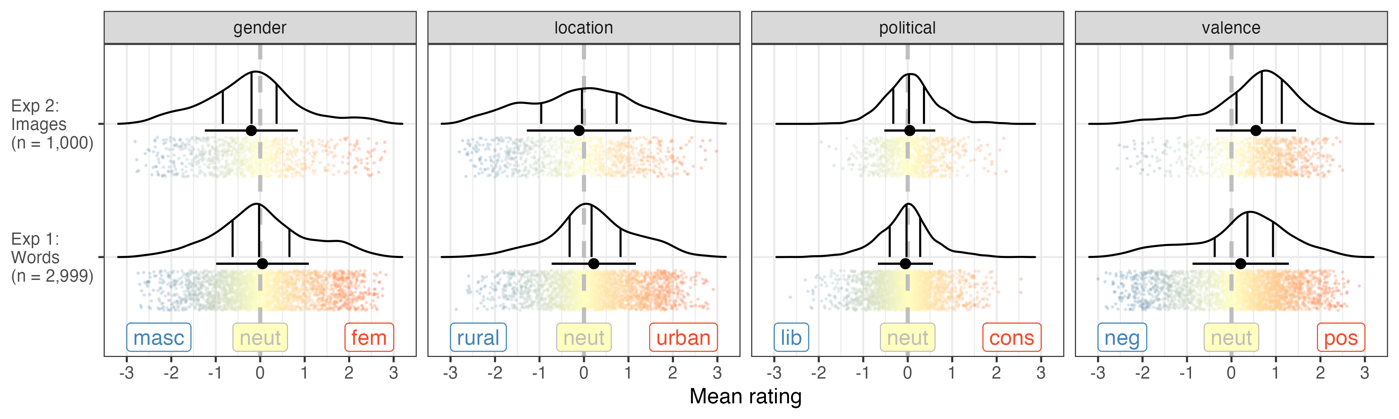 gender
location
political
valence
Exp 2:
Images
(n = 1,000)
Exp 1:
Words
(n = 2,999)
masc neut fem
rural neut urban
lib neut cons
neg neut pos
-3 -2 -1 0 1 2 3
-3 -2 -1 0 1 2 3
-3 -2 -1 0 1 2 3
-3 -2 -1 0 1 2 3
Mean rating